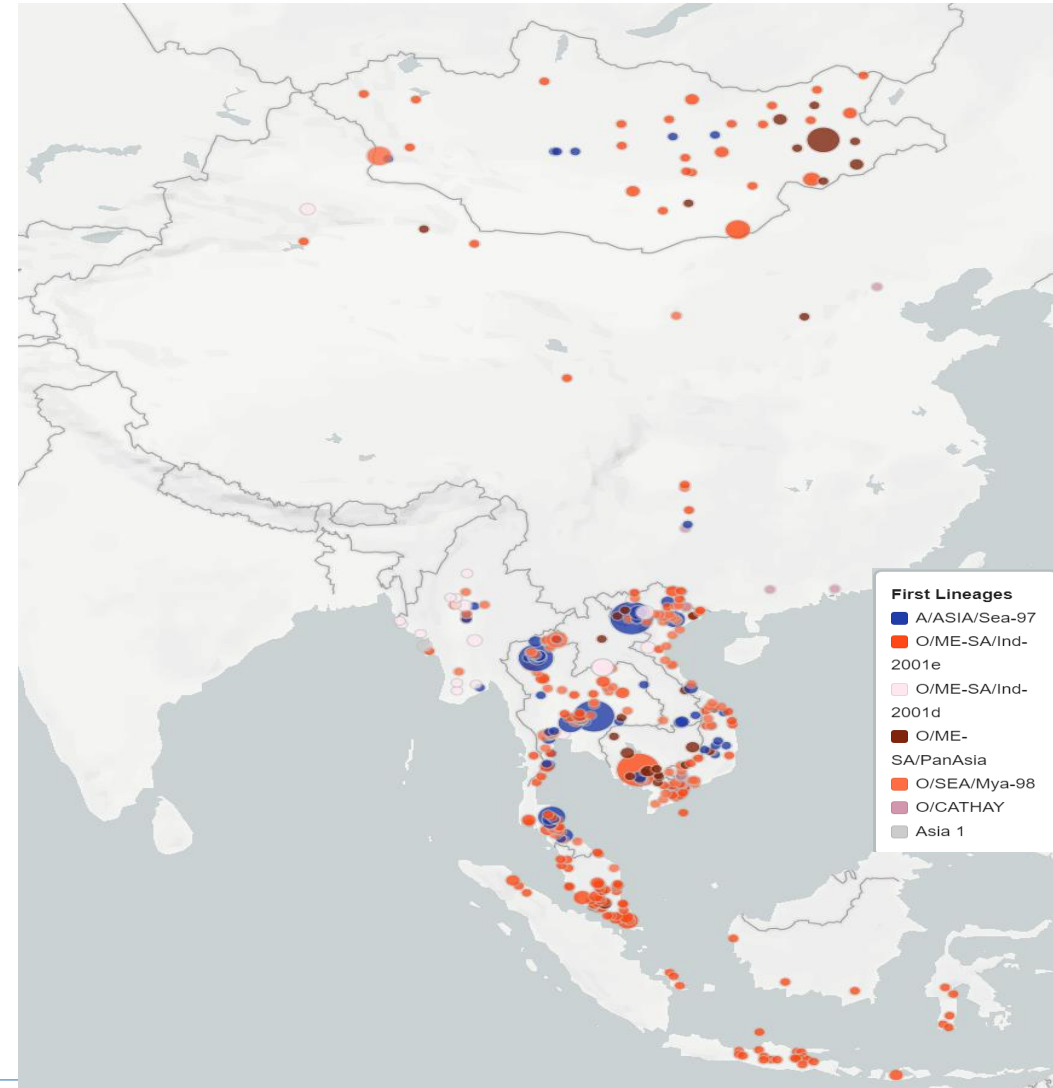 First Lineages
A/ASIA/Sea-97
O/ME-SA/Ind-
2001e
O/ME-SA/Ind-
2001d
O/ME-
SA/PanAsia
O/SEA/Mya-98
O/CATHAY
Asia 1